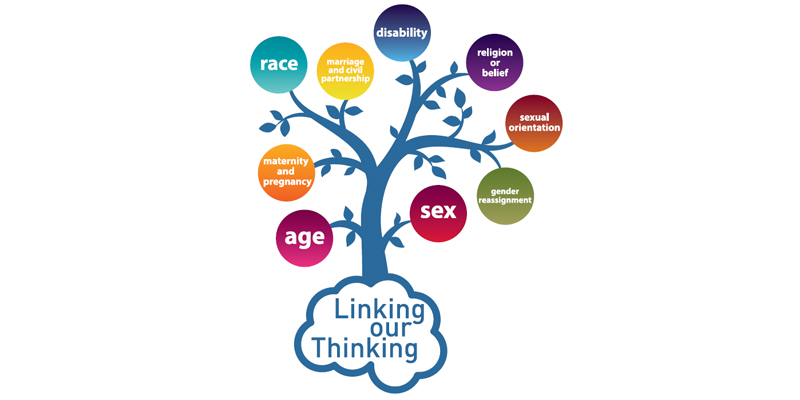 disability
race
marriage
and civil
partnership
religion
or
belief
sexual
orientation
maternity
and
pregnancy
gender
reassignment
sex
age
Linking
our
Thinking